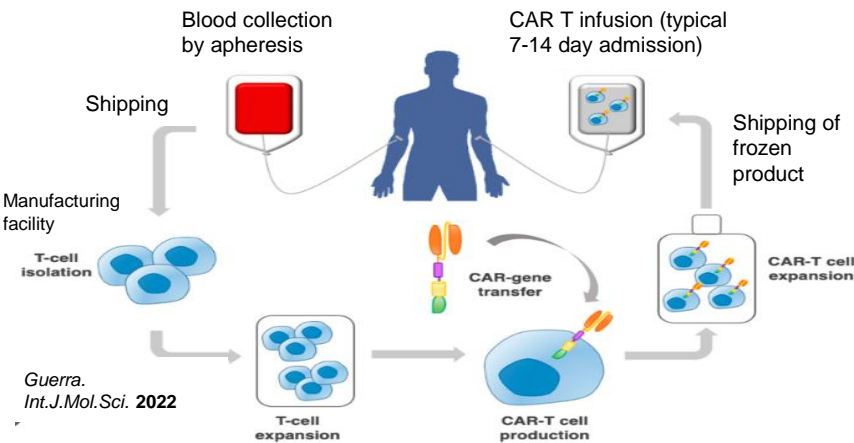 Blood collection
by apheresis
CAR T infusion (typical
7-14 day admission)
Shipping
Shipping of
frozen
product
Manufacturing
facility
T-cell
isolation
CAR-gene
transfer
CAR-T cell
expansion
Guerra.
Int.J.Mol.Sci. 2022
T-cell
expansion
CAR-T cell
production